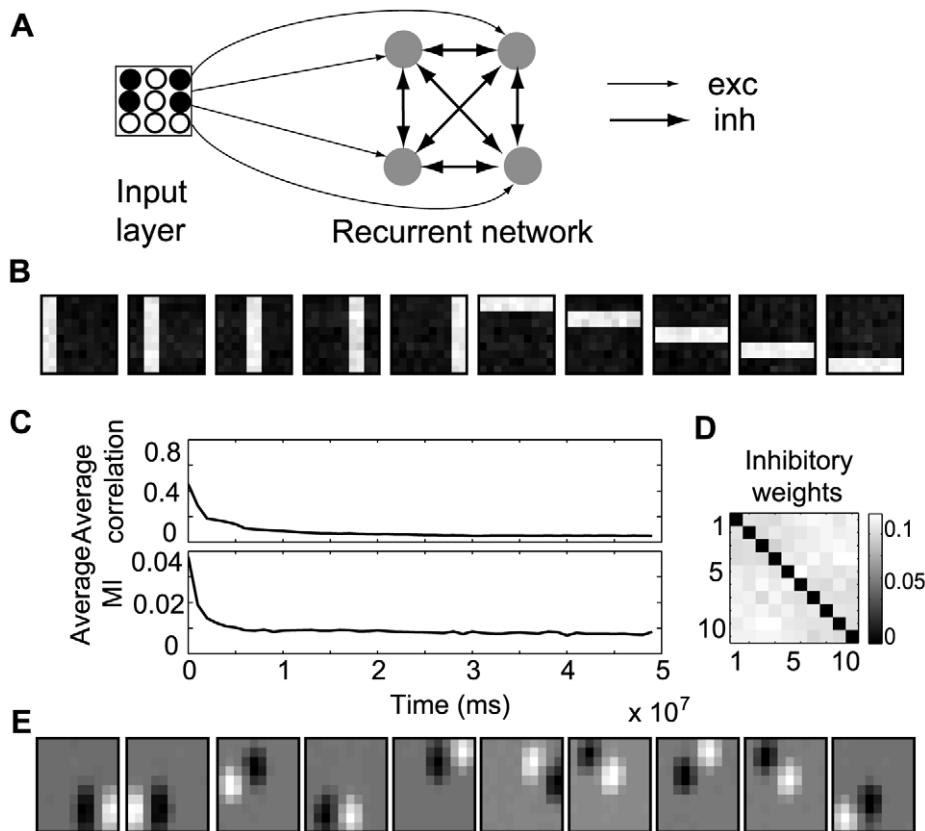 A
exc
inh
Input
layer
Recurrent network
B
C
Average
correlation
0.8
0.4
0
Average
MI
0.04
0.02
0
0 1 2 3 4 5
Time (ms)
x 10^7
D
Inhibitory
weights
1
5
10
1 5 10
0.1
0.05
0
E